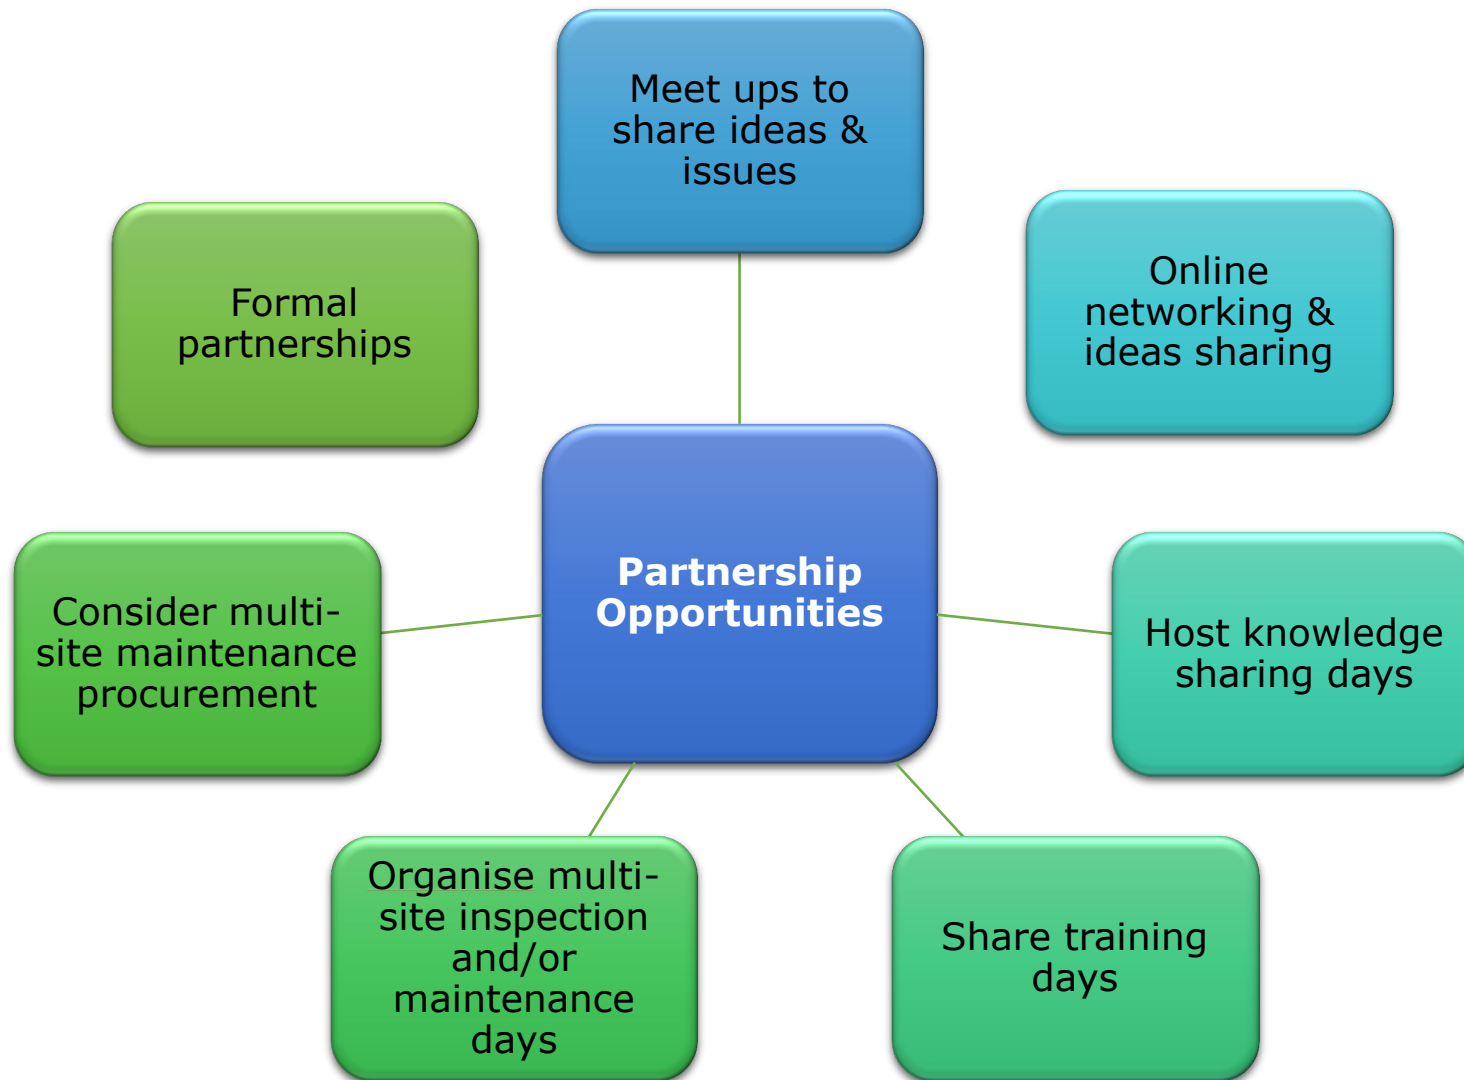 Meet ups to
share ideas &
issues
Online
networking &
ideas sharing
Formal
partnerships
Partnership
Opportunities
Host knowledge
sharing days
Consider multi-
site maintenance
procurement
Share training
days
Organise multi-
site inspection
and/or
maintenance
days